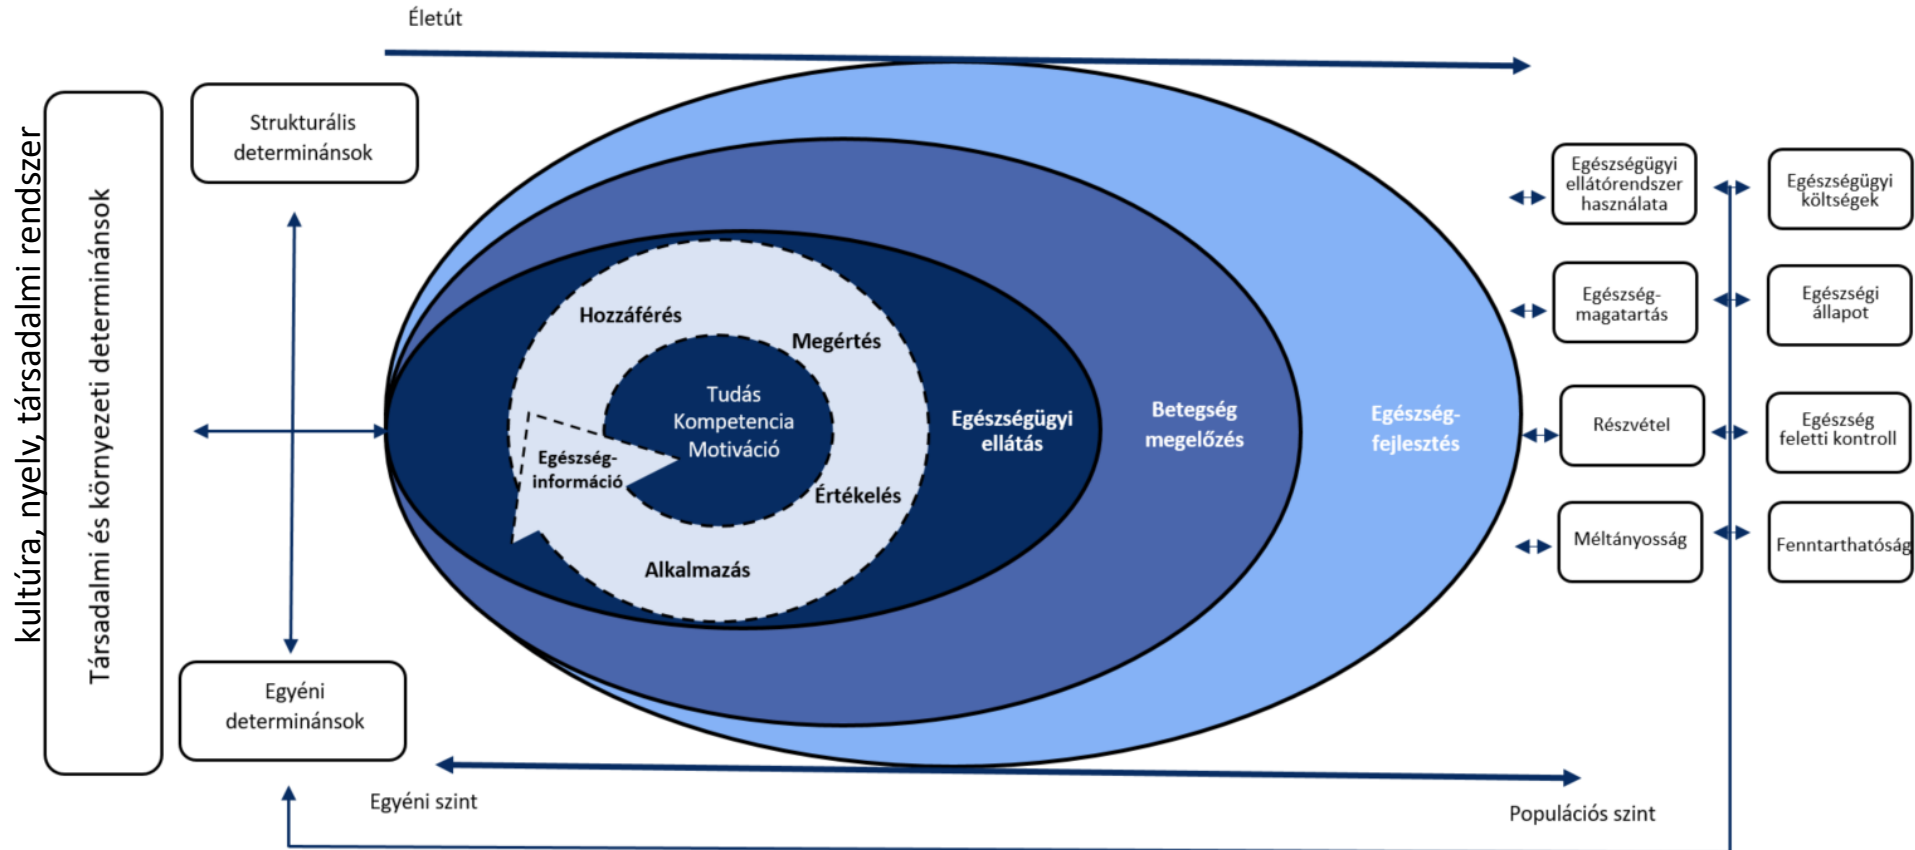 Életút
kultúra, nyelv, társadalmi rendszer
Társadalmi és környezeti determinánsok
Strukturális
determinánsok
Egyéni
determinánsok
Hozzáférés
Megértés
Értékelés
Alkalmazás
Egészség-
információ
Tudás
Kompetencia
Motiváció
Egészségügyi
ellátás
Betegség
megelőzés
Egészség-
fejlesztés
Egészségügyi
ellátórendszer
használata
Egészség-
magatartás
Részvétel
Méltányosság
Egészségügyi
költségek
Egészségi
állapot
Egészség
feletti kontroll
Fenntarthatóság
Egyéni szint
Populációs szint